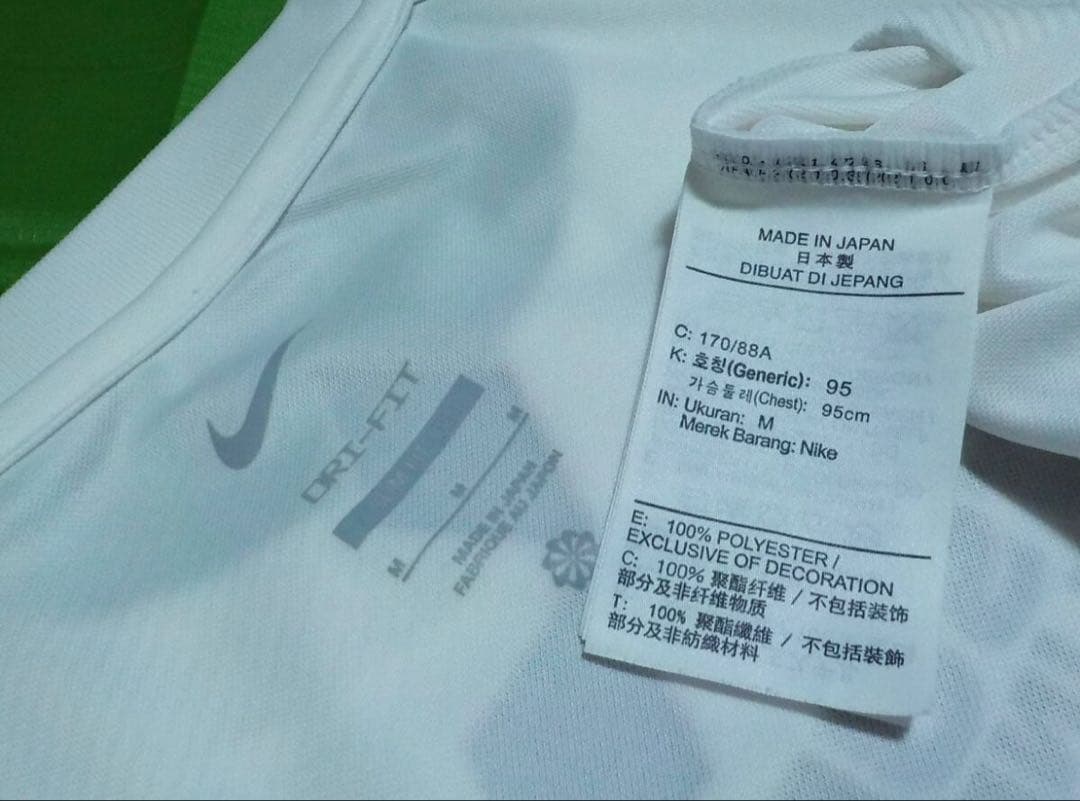 DRI-FIT
M
M
M
MADE IN JAPAN
FABRIQUÉ AU JAPON
MADE IN JAPAN
日本製
DIBUAT DI JEPANG
C: 170/88A
K: 호칭(Generic): 95
가슴둘레(Chest): 95cm
IN: Ukuran: M
Merek Barang: Nike
E: 100% POLYESTER /
EXCLUSIVE OF DECORATION
C: 100% 聚酯纤维 / 不包括装饰
部分及非纤维物质
T: 100% 聚酯纖維 / 不包括裝飾
部分及非紡織材料